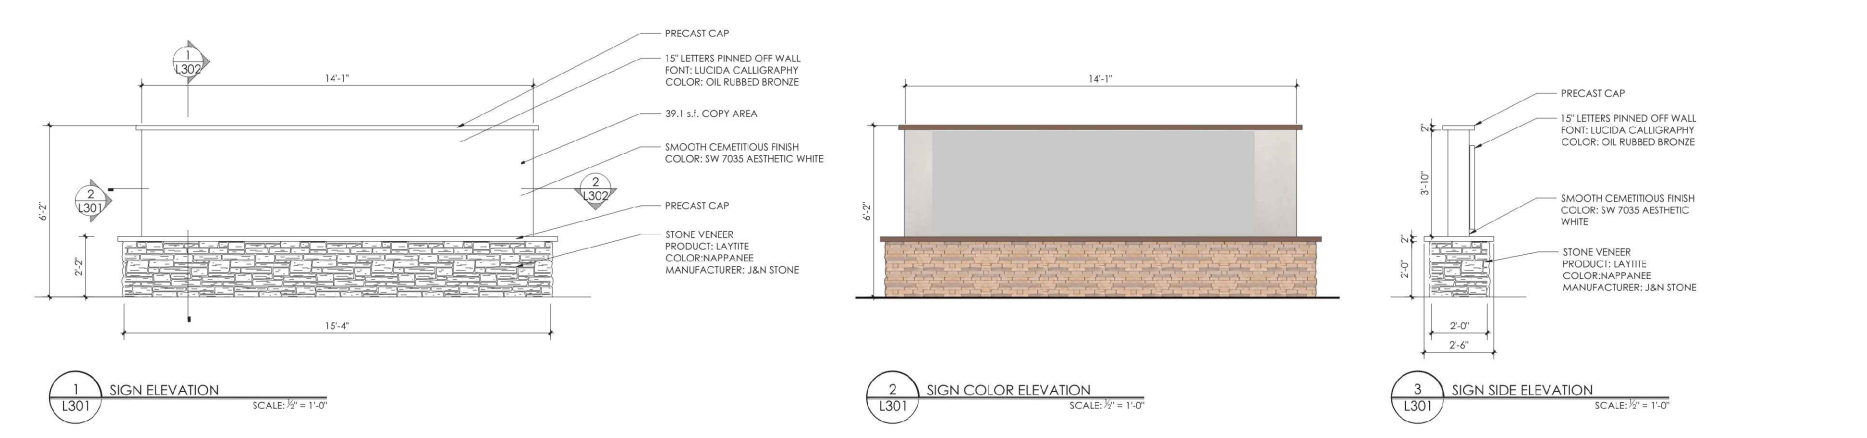 1
L302
14'-1"
PRECAST CAP
15" LETTERS PINNED OFF WALL
FONT: LUCIDA CALLIGRAPHY
COLOR: OIL RUBBED BRONZE
39.1 s.f. COPY AREA
SMOOTH CEMETITIOUS FINISH
COLOR: SW 7035 AESTHETIC WHITE
2
L302
2
L301
6'-2"
2'-2"
PRECAST CAP
STONE VENEER
PRODUCT: LAYTITE
COLOR:NAPPANEE
MANUFACTURER: J&N STONE
15'-4"
1
L301
SIGN ELEVATION
SCALE: ½" = 1'-0"
14'-1"
6'-2"
2
L301
SIGN COLOR ELEVATION
SCALE: ½" = 1'-0"
PRECAST CAP
15" LETTERS PINNED OFF WALL
FONT: LUCIDA CALLIGRAPHY
COLOR: OIL RUBBED BRONZE
2"
3'-10"
SMOOTH CEMETITIOUS FINISH
COLOR: SW 7035 AESTHETIC
WHITE
2"
2'-0"
STONE VENEER
PRODUCT: LAYTITE
COLOR:NAPPANEE
MANUFACTURER: J&N STONE
2'-0"
2'-6"
3
L301
SIGN SIDE ELEVATION
SCALE: ½" = 1'-0"